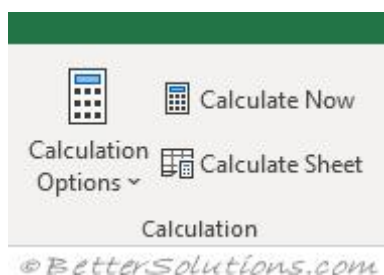 Calculate Now
Calculation
Options
Calculate Sheet
Calculation
©BetterSolutions.com